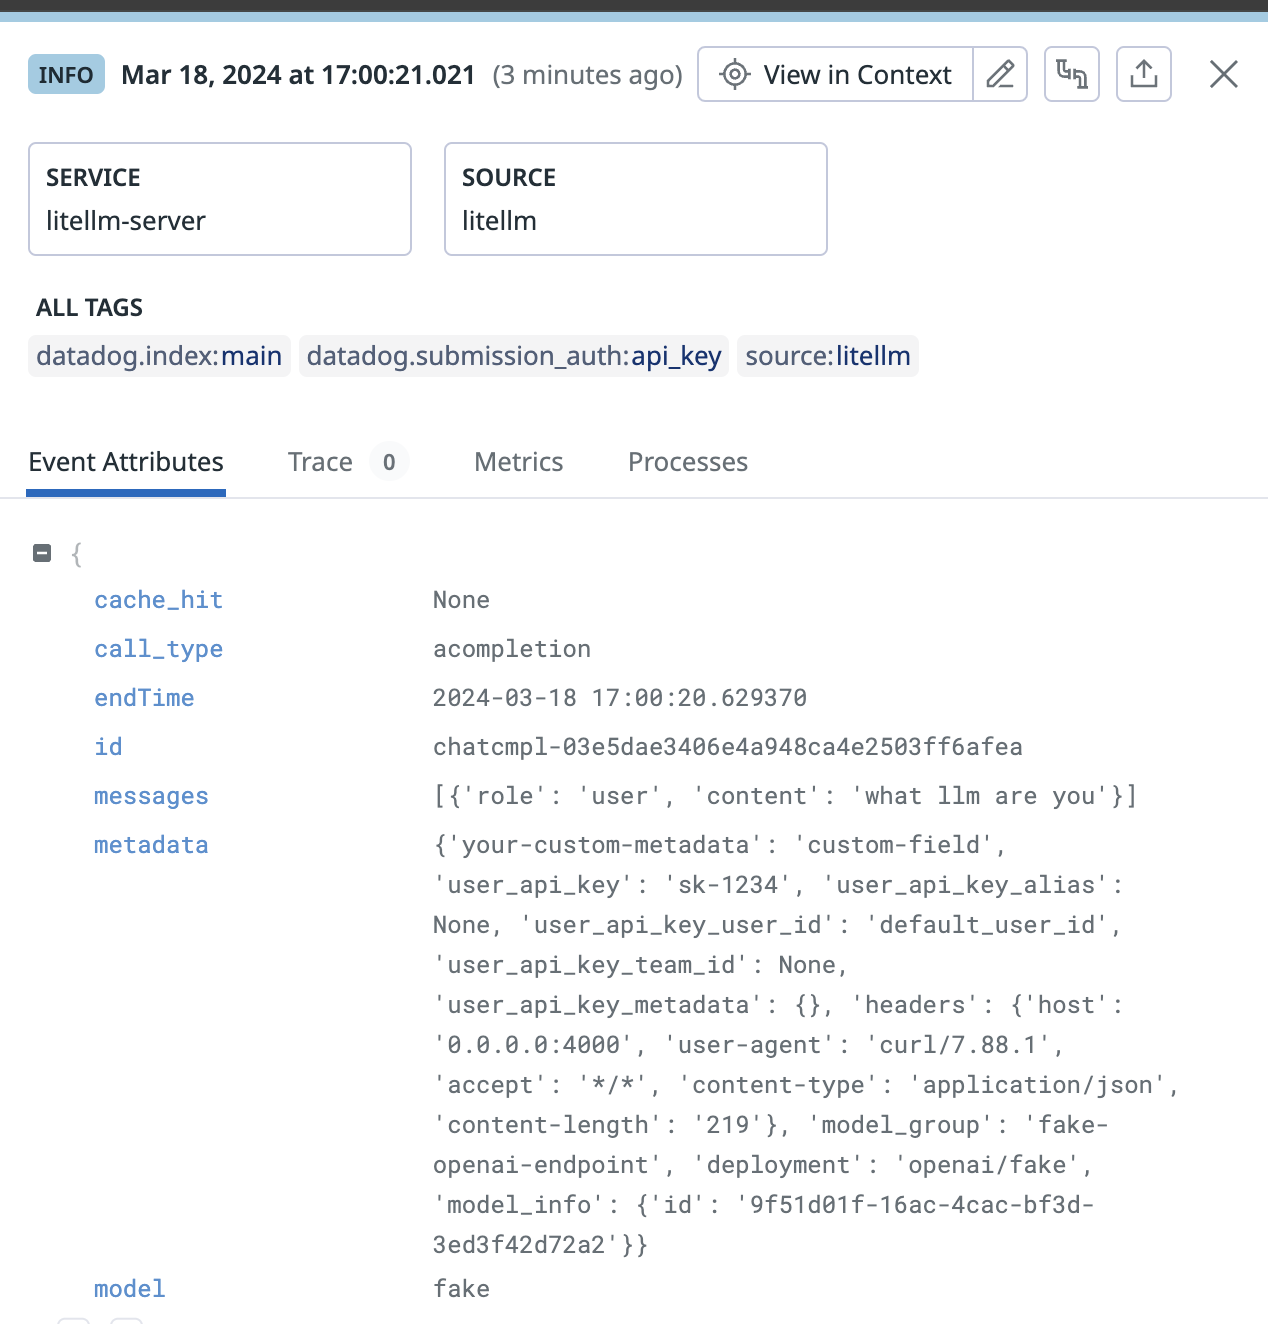 INFO Mar 18, 2024 at 17:00:21.021 (3 minutes ago) View in Context
SERVICE
litellm-server
SOURCE
litellm
ALL TAGS
datadog.index:main datadog.submission_auth:api_key source:litellm
Event Attributes Trace 0 Metrics Processes
{
cache_hit None
call_type acompletion
endTime 2024-03-18 17:00:20.629370
id chatcmpl-03e5dae3406e4a948ca4e2503ff6afea
messages [{'role': 'user', 'content': 'what llm are you'}]
metadata {'your-custom-metadata': 'custom-field',
'user_api_key': 'sk-1234', 'user_api_key_alias':
None, 'user_api_key_user_id': 'default_user_id',
'user_api_key_team_id': None,
'user_api_key_metadata': {}, 'headers': {'host':
'0.0.0.0:4000', 'user-agent': 'curl/7.88.1',
'accept': '*/*', 'content-type': 'application/json',
'content-length': '219'}, 'model_group': 'fake-
openai-endpoint', 'deployment': 'openai/fake',
'model_info': {'id': '9f51d01f-16ac-4cac-bf3d-
3ed3f42d72a2'}}
model fake